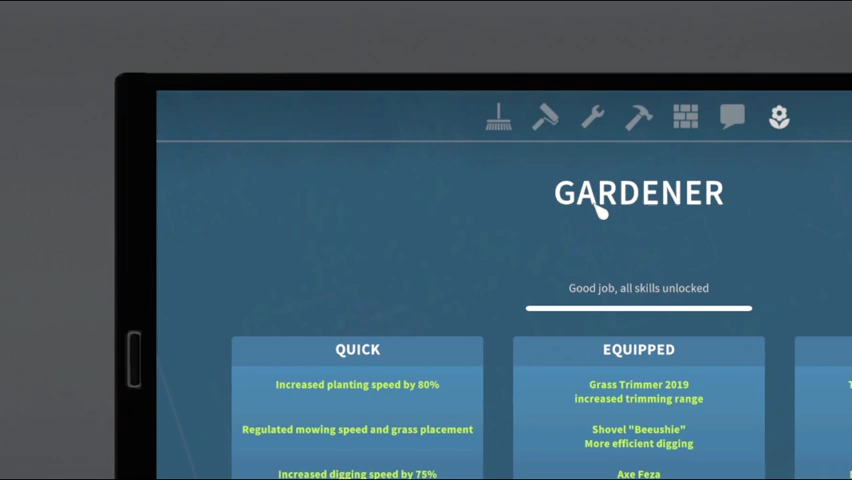 GARDENER
Good job, all skills unlocked
QUICK
Increased planting speed by 80%
Regulated mowing speed and grass placement
Increased digging speed by 75%
EQUIPPED
Grass Trimmer 2019
increased trimming range
Shovel "Beeushie"
More efficient digging
Axe Feza